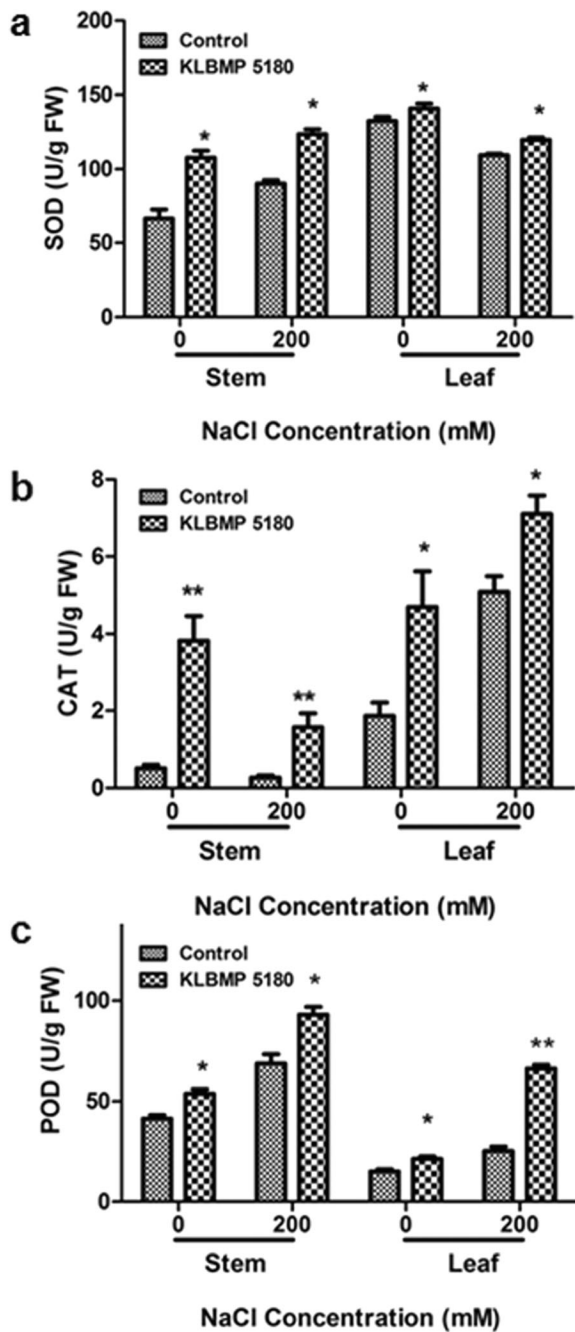 a
SOD (U/g FW)
200
150
100
50
0
Control
KLBMP 5180
* * * *
0 200 0 200
Stem Leaf
NaCl Concentration (mM)
b
CAT (U/g FW)
8
6
4
2
0
Control
KLBMP 5180
** ** * *
0 200 0 200
Stem Leaf
NaCl Concentration (mM)
c
POD (U/g FW)
100
50
0
Control
KLBMP 5180
* * * **
0 200 0 200
Stem Leaf
NaCl Concentration (mM)